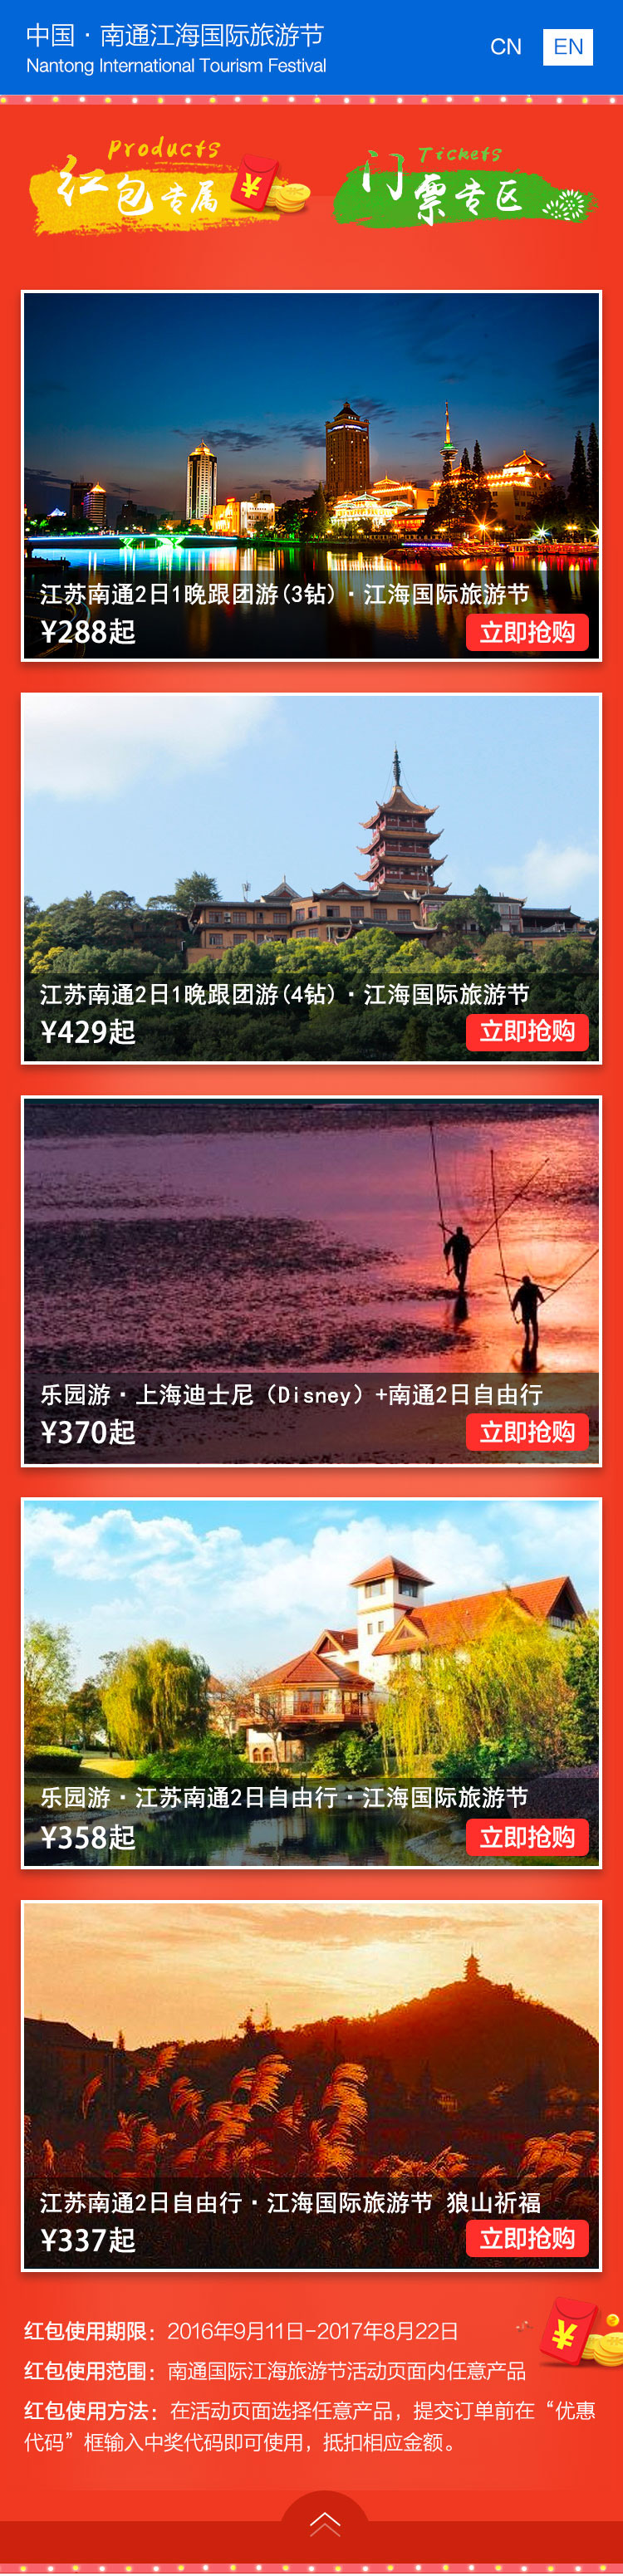 中国·南通江海国际旅游节
CN
EN
Nantong International Tourism Festival
Products
红包专属
¥
Tickets
门票专区
江苏南通2日1晚跟团游(3钻)·江海国际旅游节
¥288起
立即抢购
江苏南通2日1晚跟团游(4钻)·江海国际旅游节
¥429起
立即抢购
乐园游·上海迪士尼（Disney）+南通2日自由行
¥370起
立即抢购
乐园游·江苏南通2日自由行·江海国际旅游节
¥358起
立即抢购
江苏南通2日自由行·江海国际旅游节 狼山祈福
¥337起
立即抢购
红包使用期限：2016年9月11日-2017年8月22日
¥
红包使用范围：南通国际江海旅游节活动页面内任意产品
红包使用方法：在活动页面选择任意产品，提交订单前在“优惠
代码”框输入中奖代码即可使用，抵扣相应金额。